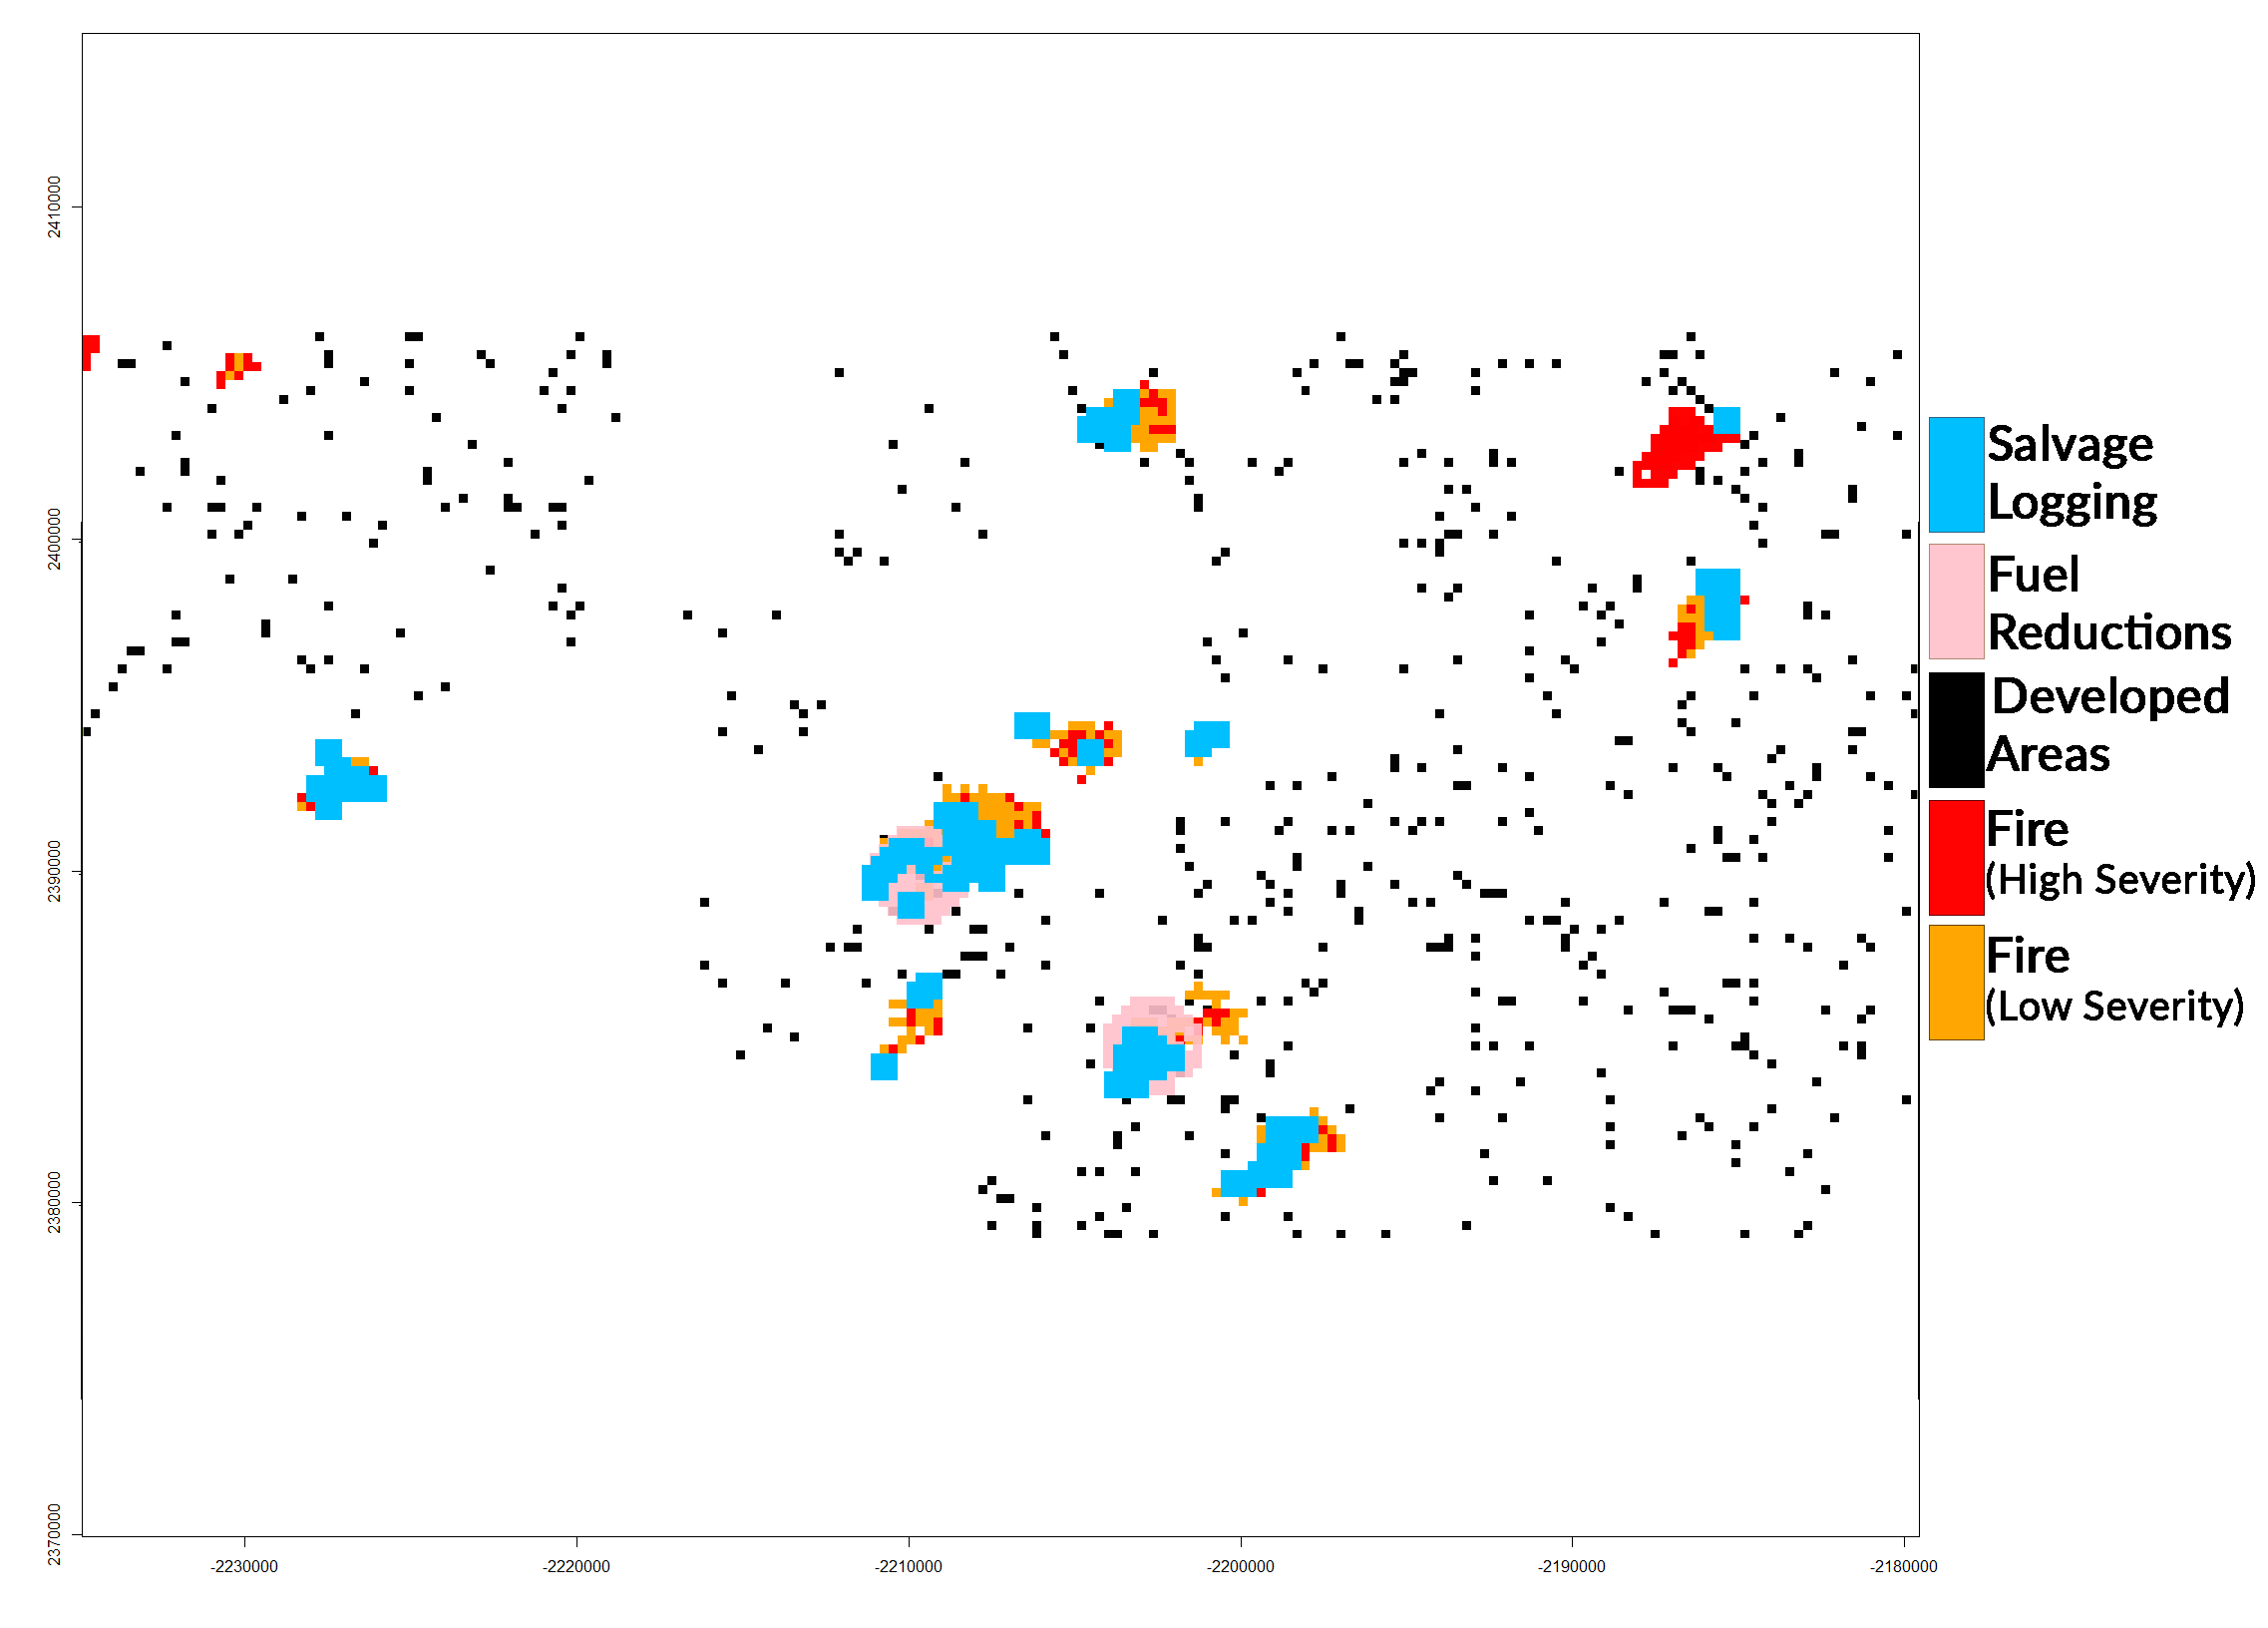 2410000
2400000
2390000
2380000
2370000
-2230000
-2220000
-2210000
-2200000
-2190000
-2180000
Salvage
Logging
Fuel
Reductions
Developed
Areas
Fire
(High Severity)
Fire
(Low Severity)